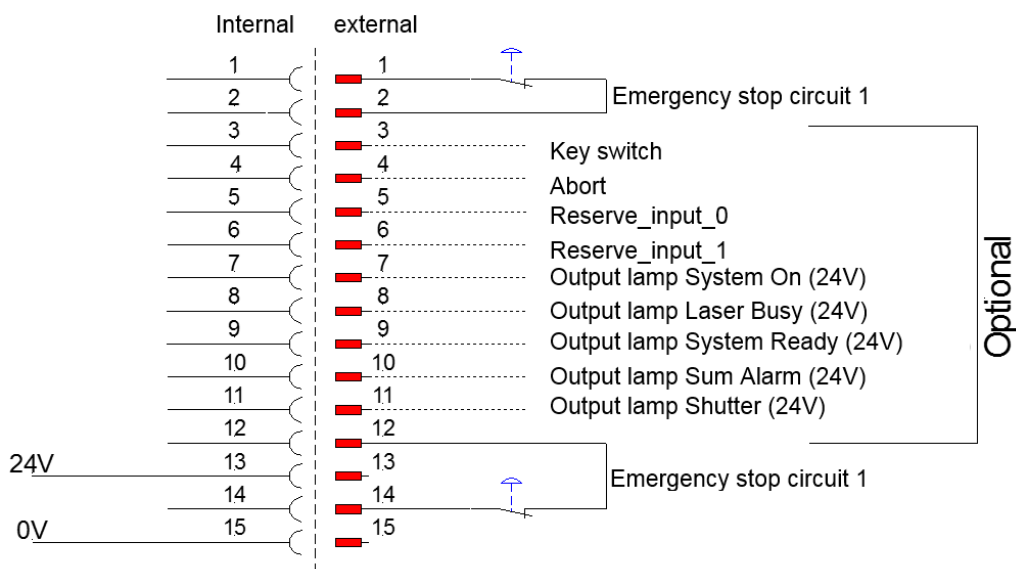 Internal external
1 1
Emergency stop circuit 1
2 2
3 3
Key switch
4 4
Abort
5 5
Reserve_input_0
6 6
Reserve_input_1
7 7
Output lamp System On (24V)
8 8
Output lamp Laser Busy (24V)
9 9
Output lamp System Ready (24V)
10 10
Output lamp Sum Alarm (24V)
11 11
Output lamp Shutter (24V)
Optional
12 12
24V 13 13
Emergency stop circuit 1
14 14
0V 15 15